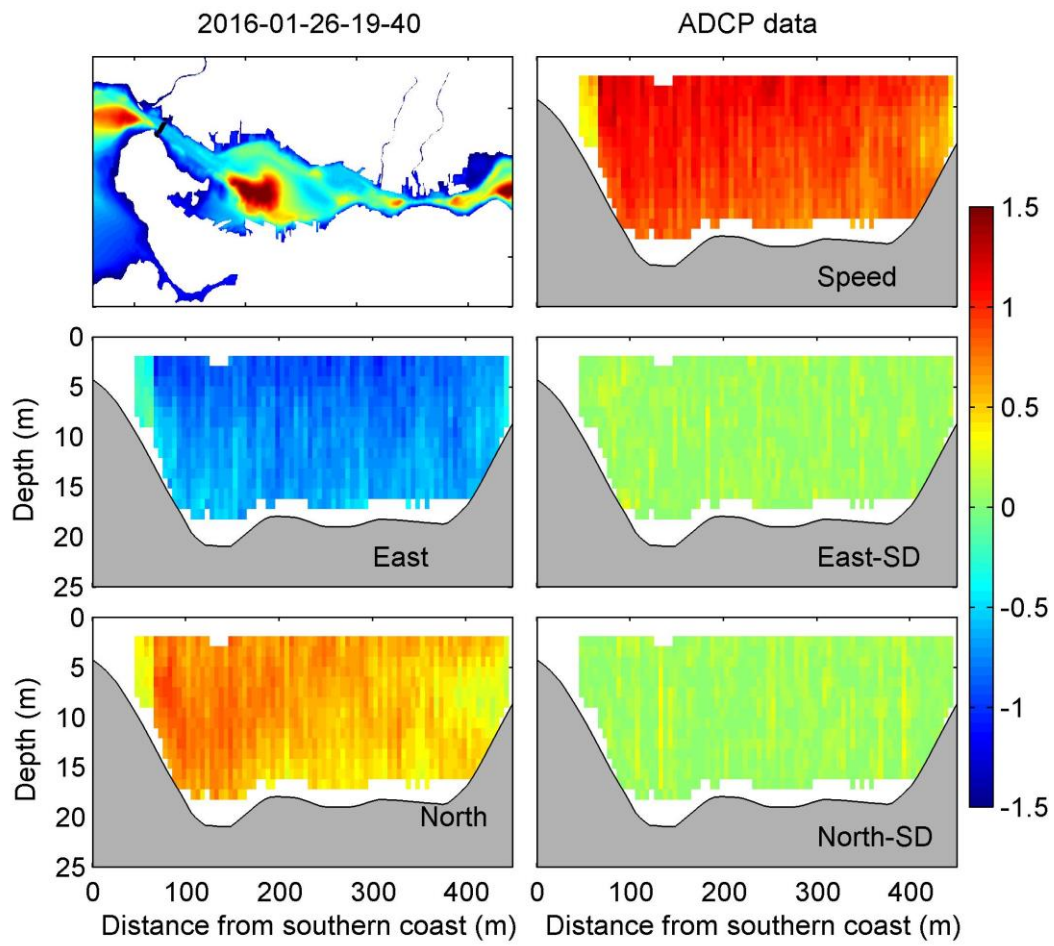 2016-01-26-19-40
ADCP data
Speed
1.5
1
0.5
0
-0.5
-1
-1.5
0
5
10
15
20
25
Depth (m)
East
East-SD
0
5
10
15
20
25
Depth (m)
North
North-SD
0 100 200 300 400
0 100 200 300 400
Distance from southern coast (m)
Distance from southern coast (m)